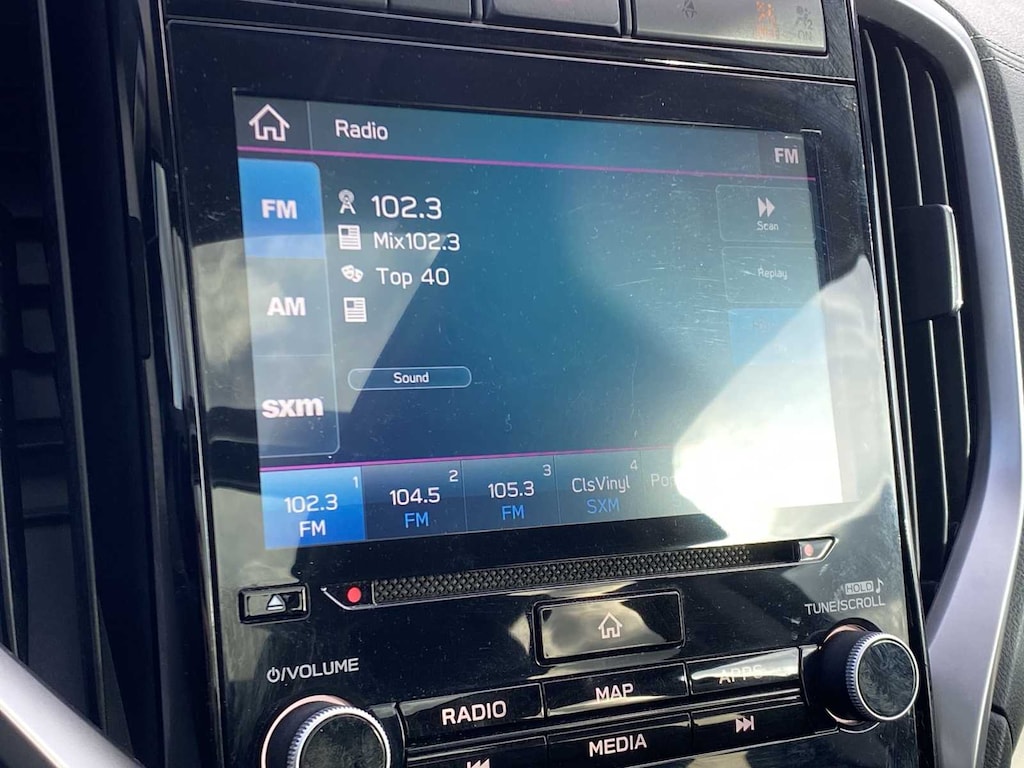 ON
Radio
FM
FM
102.3
Mix102.3
Top 40
AM
sxm
Scan
Replay
Sound
1
102.3
FM
2
104.5
FM
3
105.3
FM
4
ClsVinyl
SXM
HOLD
TUNE/SCROLL
/VOLUME
RADIO
MAP
APPS
MEDIA